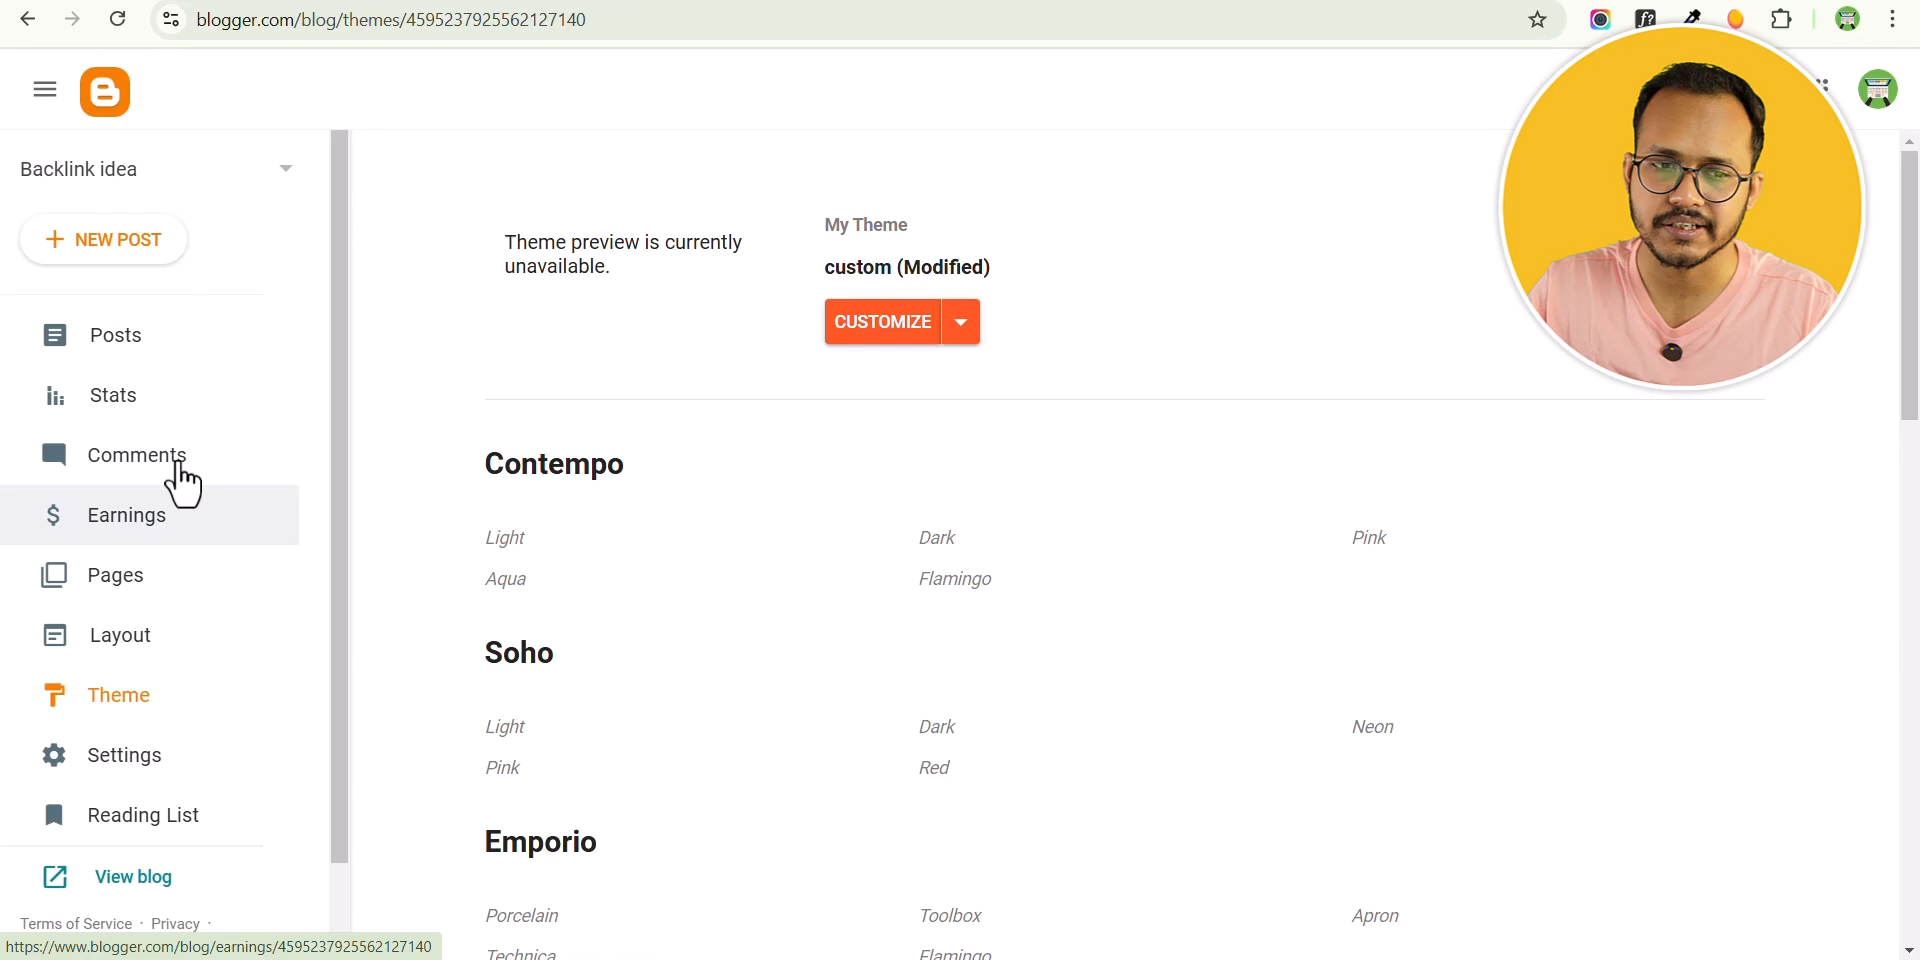 blogger.com/blog/themes/4595237925562127140
f?
Backlink idea
NEW POST
Posts
Stats
Comments
Earnings
Pages
Layout
Theme
Settings
Reading List
View blog
Terms of Service · Privacy ·
https://www.blogger.com/blog/earnings/4595237925562127140
Theme preview is currently
unavailable.
My Theme
custom (Modified)
CUSTOMIZE
Contempo
Light Dark Pink
Aqua Flamingo
Soho
Light Dark Neon
Pink Red
Emporio
Porcelain Toolbox Apron
Technica Flamingo